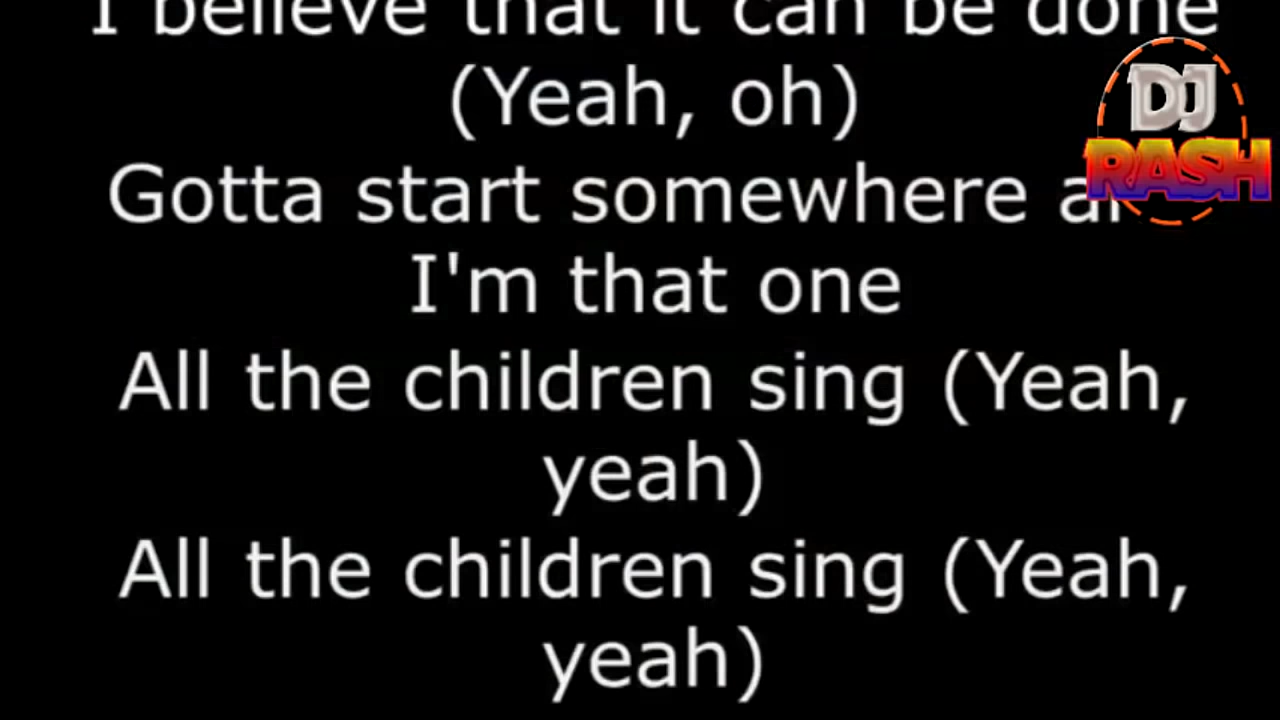 I believe that it can be done
(Yeah, oh)
Gotta start somewhere
I'm that one
All the children sing (Yeah,
yeah)
All the children sing (Yeah,
yeah)
DJ
RASH